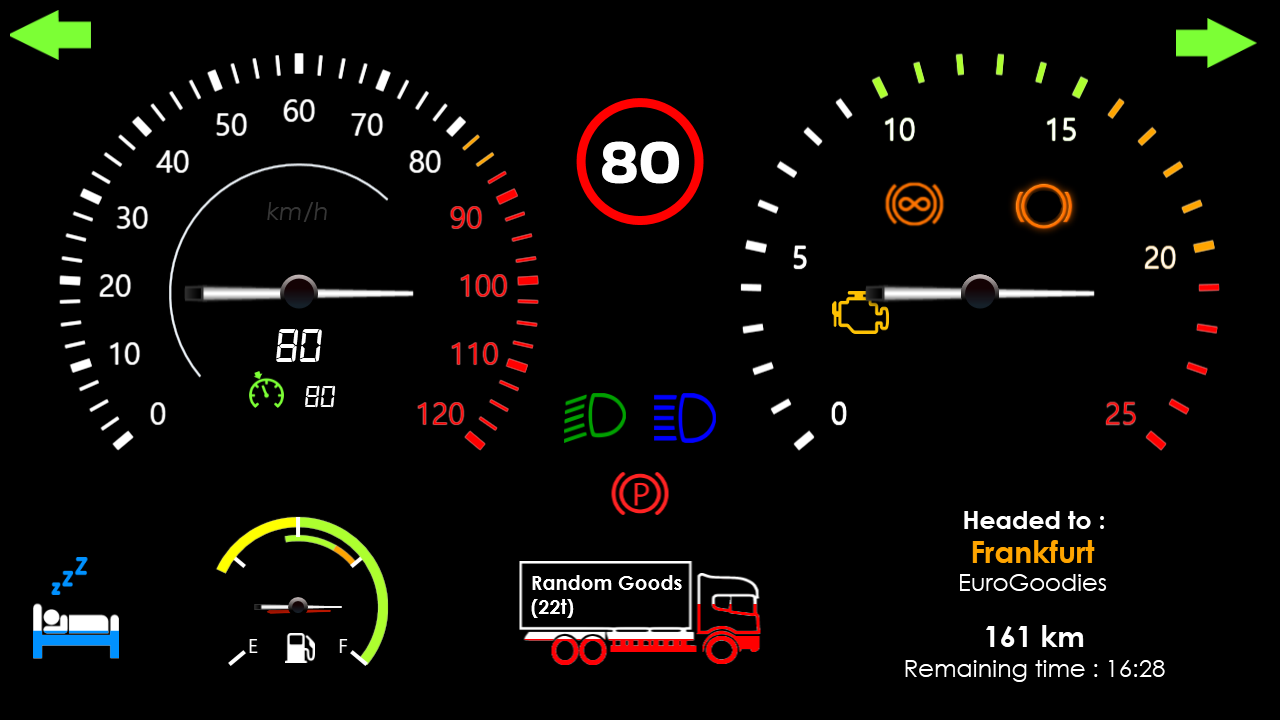 0
10
20
30
40
50
60
70
80
90
100
110
120
km/h
80
80
80
0
5
10
15
20
25
P
zzz
E
F
Random Goods
(22t)
Headed to :
Frankfurt
EuroGoodies
161 km
Remaining time : 16:28